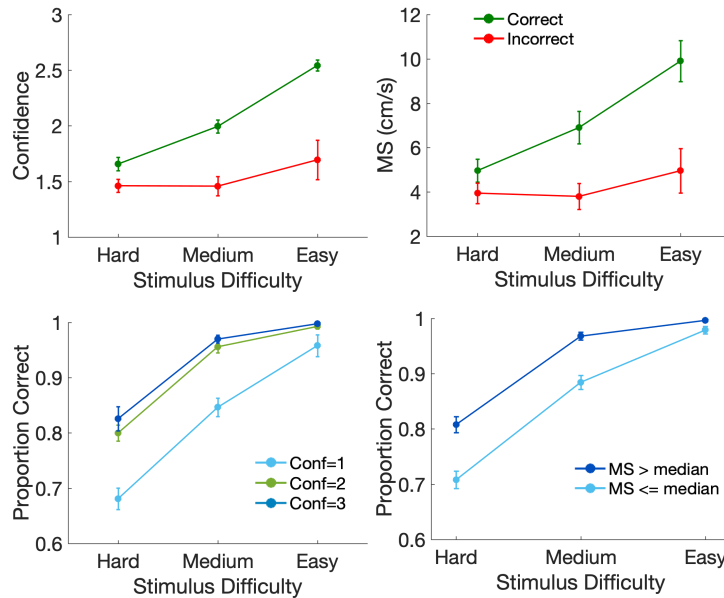 3
2.5
2
1.5
1
Confidence
Hard Medium Easy
Stimulus Difficulty
12
10
8
6
4
2
MS (cm/s)
Correct
Incorrect
Hard Medium Easy
Stimulus Difficulty
1
0.9
0.8
0.7
0.6
Proportion Correct
Conf=1
Conf=2
Conf=3
Hard Medium Easy
Stimulus Difficulty
1
0.9
0.8
0.7
0.6
Proportion Correct
MS > median
MS <= median
Hard Medium Easy
Stimulus Difficulty